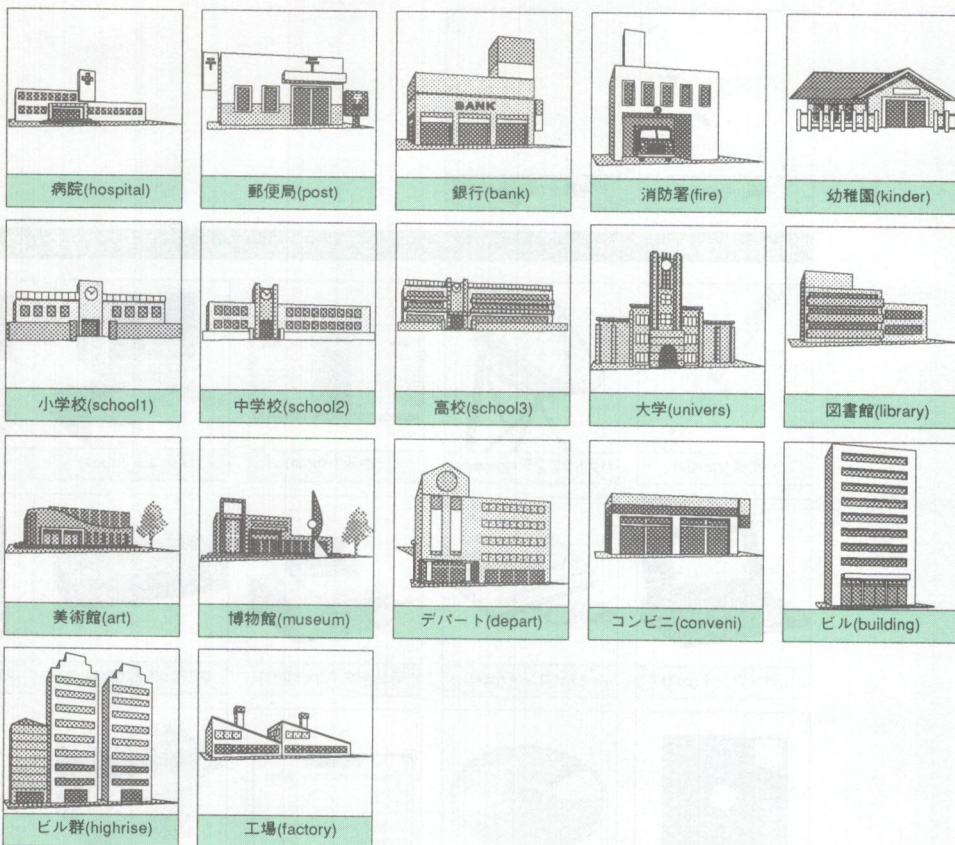 〒
〒
BANK
病院(hospital)
郵便局(post)
銀行(bank)
消防署(fire)
幼稚園(kinder)
小学校(school1)
中学校(school2)
高校(school3)
大学(univers)
図書館(library)
美術館(art)
博物館(museum)
デパート(depart)
コンビニ(conveni)
ビル(building)
ビル群(highrise)
工場(factory)